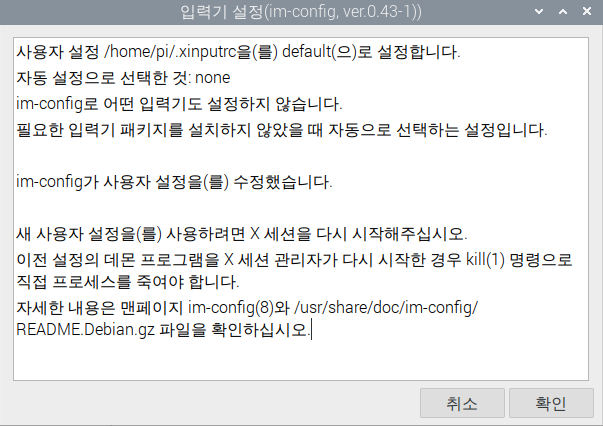 입력기 설정(im-config, ver.0.43-1))
사용자 설정 /home/pi/.xinputrc을(를) default(으)로 설정합니다.
자동 설정으로 선택한 것: none
im-config로 어떤 입력기도 설정하지 않습니다.
필요한 입력기 패키지를 설치하지 않았을 때 자동으로 선택하는 설정입니다.
im-config가 사용자 설정을(를) 수정했습니다.
새 사용자 설정을(를) 사용하려면 X 세션을 다시 시작해주십시오.
이전 설정의 데몬 프로그램을 X 세션 관리자가 다시 시작한 경우 kill(1) 명령으로
직접 프로세스를 죽여야 합니다.
자세한 내용은 맨페이지 im-config(8)와 /usr/share/doc/im-config/
README.Debian.gz 파일을 확인하십시오.
취소
확인